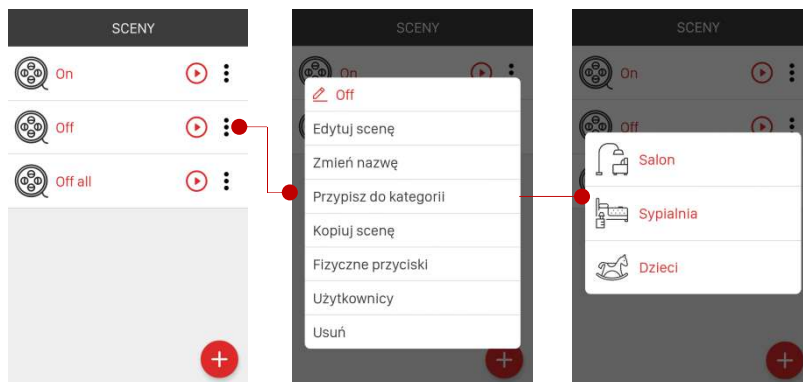 SCENY
On
Off
Off all
SCENY
On
Off
Edytuj scenę
Zmień nazwę
Przypisz do kategorii
Kopiuj scenę
Fizyczne przyciski
Użytkownicy
Usuń
SCENY
On
Off
Salon
Sypialnia
Dzieci